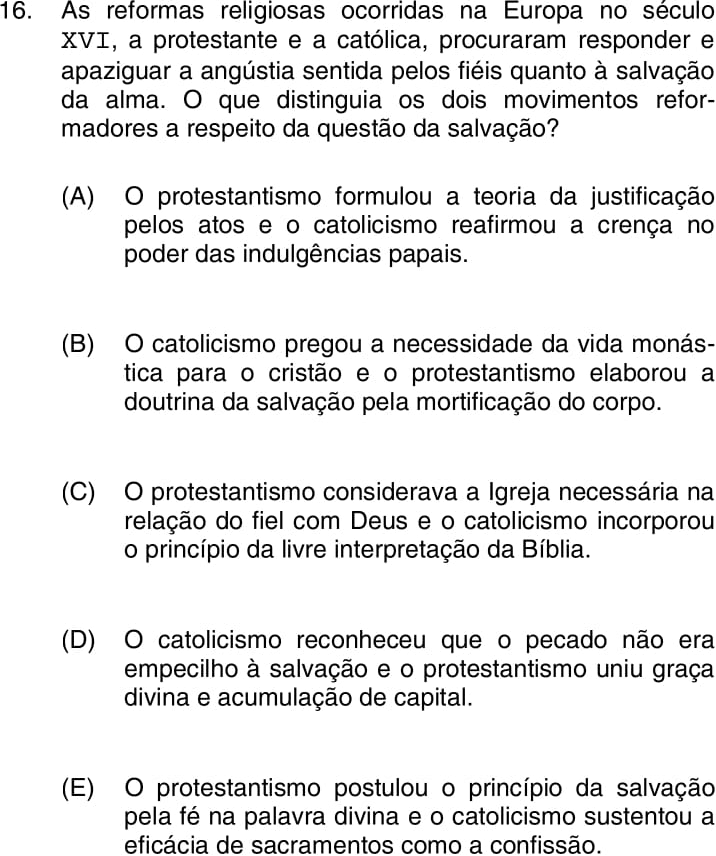 16. As reformas religiosas ocorridas na Europa no século
XVI, a protestante e a católica, procuraram responder e
apaziguar a angústia sentida pelos fiéis quanto à salvação
da alma. O que distinguia os dois movimentos refor-
madores a respeito da questão da salvação?
(A) O protestantismo formulou a teoria da justificação
pelos atos e o catolicismo reafirmou a crença no
poder das indulgências papais.
(B) O catolicismo pregou a necessidade da vida monás-
tica para o cristão e o protestantismo elaborou a
doutrina da salvação pela mortificação do corpo.
(C) O protestantismo considerava a Igreja necessária na
relação do fiel com Deus e o catolicismo incorporou
o princípio da livre interpretação da Bíblia.
(D) O catolicismo reconheceu que o pecado não era
empecilho à salvação e o protestantismo uniu graça
divina e acumulação de capital.
(E) O protestantismo postulou o princípio da salvação
pela fé na palavra divina e o catolicismo sustentou a
eficácia de sacramentos como a confissão.